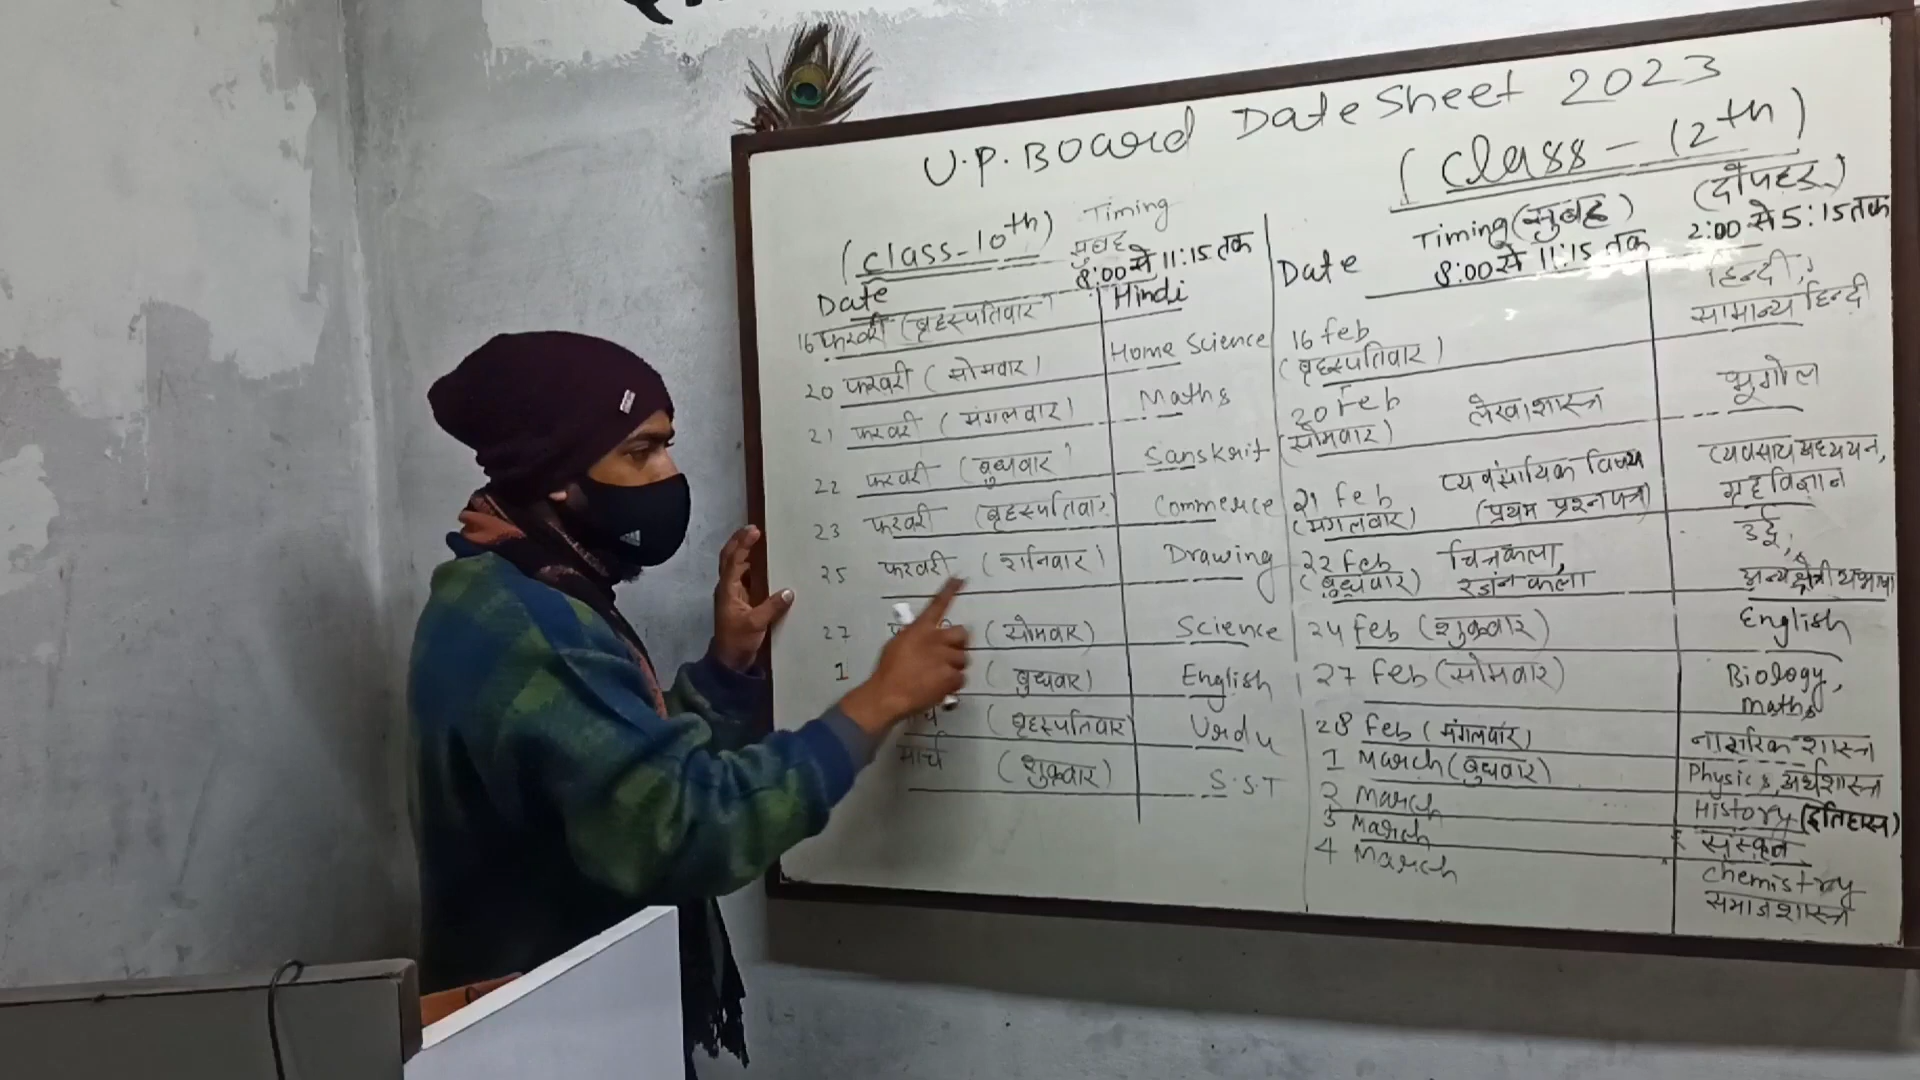 U.P. Board Date Sheet 2023
(Class-10th) Timing
सुबह
8:00 से 11:15 तक
Date
16 फरवरी (बृहस्पतिवार) Hindi
20 फरवरी (सोमवार) Home Science
21 फरवरी (मंगलवार) Maths
22 फरवरी (बुधवार) Sanskrit
23 फरवरी (बृहस्पतिवार) Commerce
25 फरवरी (शनिवार) Drawing
27 (सोमवार) Science
1 (बुधवार) English
(बृहस्पतिवार) Urdu
मार्च (शुक्रवार) S.S.T
(Class-12th)
Date Timing (सुबह) (दोपहर)
8:00 से 11:15 तक 2:00 से 5:15 तक
16 Feb हिन्दी,
(बृहस्पतिवार) सामान्य हिन्दी
20 Feb लेखाशास्त्र भूगोल
(सोमवार)
21 Feb व्यवसायिक विषय व्यवसाय अध्ययन,
(मंगलवार) (प्रथम प्रश्नपत्र) गृहविज्ञान
22 Feb चित्रकला, उर्दू,
(बुधवार) रंजनकला अन्य क्षेत्रीय भाषा
24 Feb (शुक्रवार) English
27 Feb (सोमवार) Biology,
Maths
28 Feb (मंगलवार) नागरिक शास्त्र
1 March (बुधवार) Physics, अर्थशास्त्र
2 March History (इतिहास)
3 March संस्कृत
4 March Chemistry
समाजशास्त्र